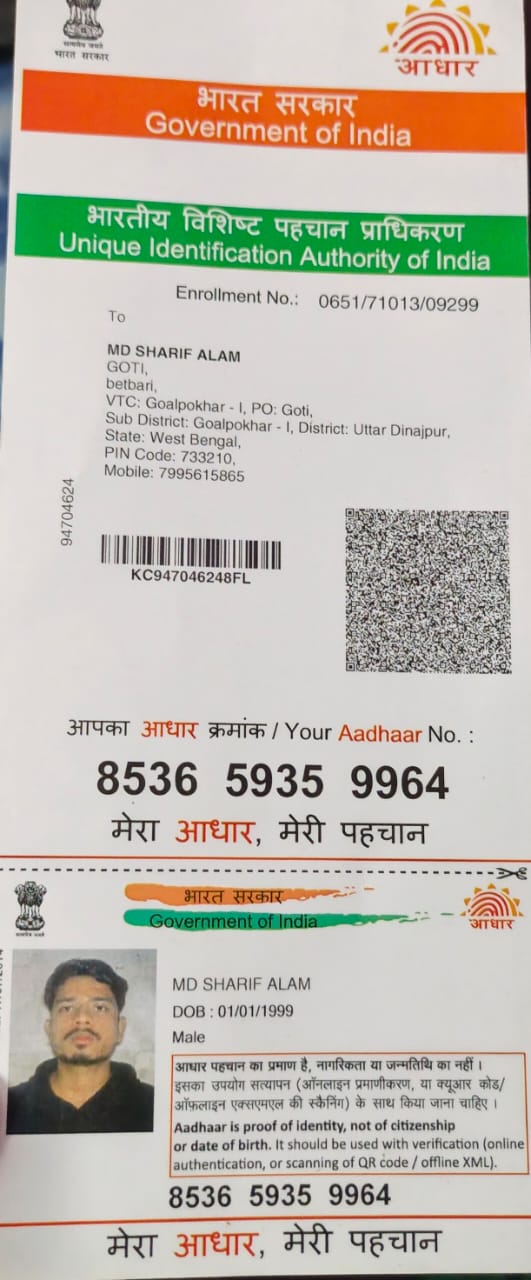 सत्यमेव जयते
भारत सरकार
आधार
भारत सरकार
Government of India
भारतीय विशिष्ट पहचान प्राधिकरण
Unique Identification Authority of India
Enrollment No.: 0651/71013/09299
To
MD SHARIF ALAM
GOTI,
betbari,
VTC: Goalpokhar - I, PO: Goti,
Sub District: Goalpokhar - I, District: Uttar Dinajpur,
State: West Bengal,
PIN Code: 733210,
Mobile: 7995615865
94704624
KC947046248FL
आपका आधार क्रमांक / Your Aadhaar No. :
8536 5935 9964
मेरा आधार, मेरी पहचान
सत्यमेव जयते
भारत सरकार
Government of India
आधार
MD SHARIF ALAM
DOB : 01/01/1999
Male
आधार पहचान का प्रमाण है, नागरिकता या जन्मतिथि का नहीं ।
इसका उपयोग सत्यापन (ऑनलाइन प्रमाणीकरण, या क्यूआर कोड/
ऑफ़लाइन एक्सएमएल की स्कैनिंग) के साथ किया जाना चाहिए ।
Aadhaar is proof of identity, not of citizenship
or date of birth. It should be used with verification (online
authentication, or scanning of QR code / offline XML).
8536 5935 9964
मेरा आधार, मेरी पहचान